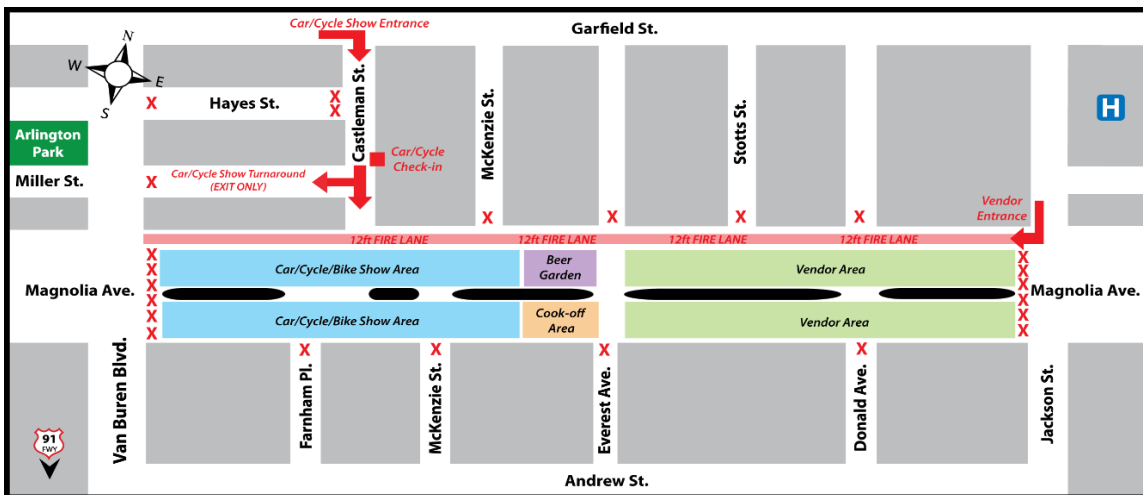 Car/Cycle Show Entrance
Garfield St.
N
W
E
S
Castleman St.
McKenzie St.
Stotts St.
X
Hayes St.
X
X
H
Arlington
Park
Car/Cycle
Check-in
Miller St.
X
Car/Cycle Show Turnaround
(EXIT ONLY)
Vendor
Entrance
X
X
X
X
12ft FIRE LANE
12ft FIRE LANE
12ft FIRE LANE
12ft FIRE LANE
X
X
X
X
X
X
Car/Cycle/Bike Show Area
Beer
Garden
Vendor Area
X
X
X
X
X
X
Magnolia Ave.
Magnolia Ave.
Car/Cycle/Bike Show Area
Cook-off
Area
Vendor Area
X
X
X
X
Van Buren Blvd.
Farnham Pl.
McKenzie St.
Everest Ave.
Donald Ave.
Jackson St.
91
FWY
Andrew St.